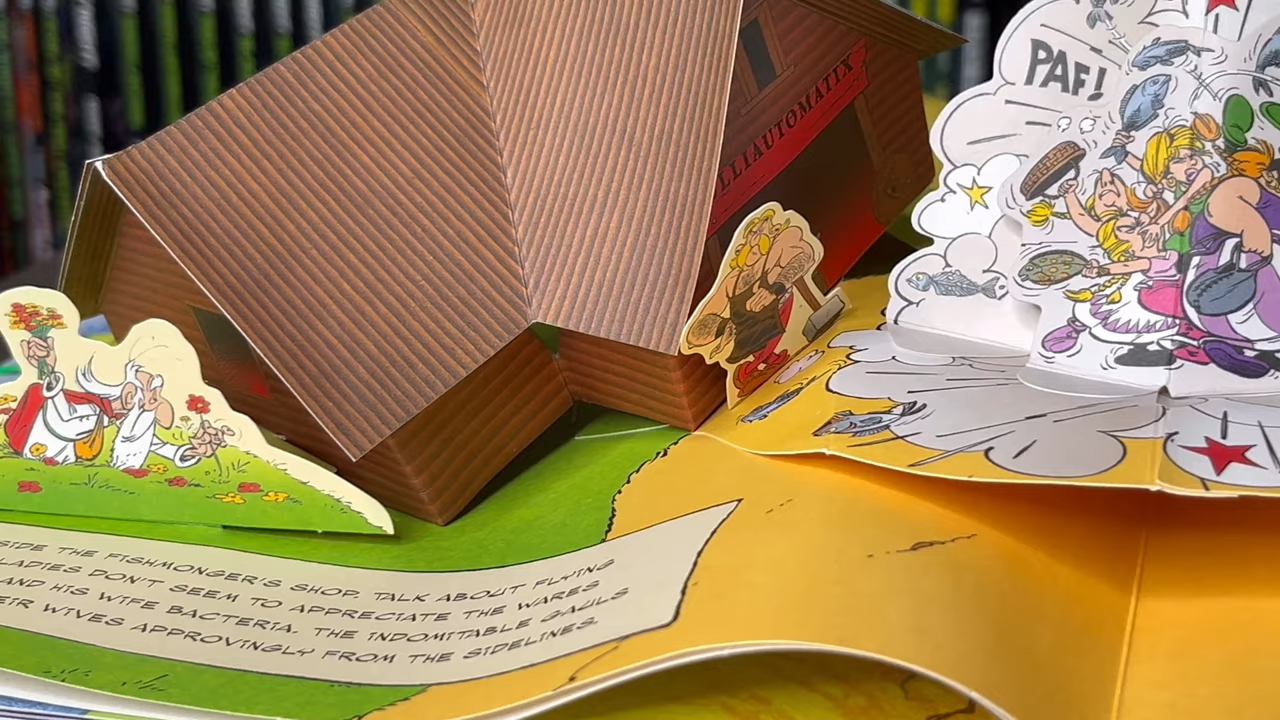 PAF!
LLIAUTOMATIX
SIDE THE FISHMONGER'S SHOP. TALK ABOUT FLYING
LADIES DON'T SEEM TO APPRECIATE THE WARES
AND HIS WIFE BACTERIA. THE INDOMITABLE GAULS
EIR WIVES APPROVINGLY FROM THE SIDELINES.